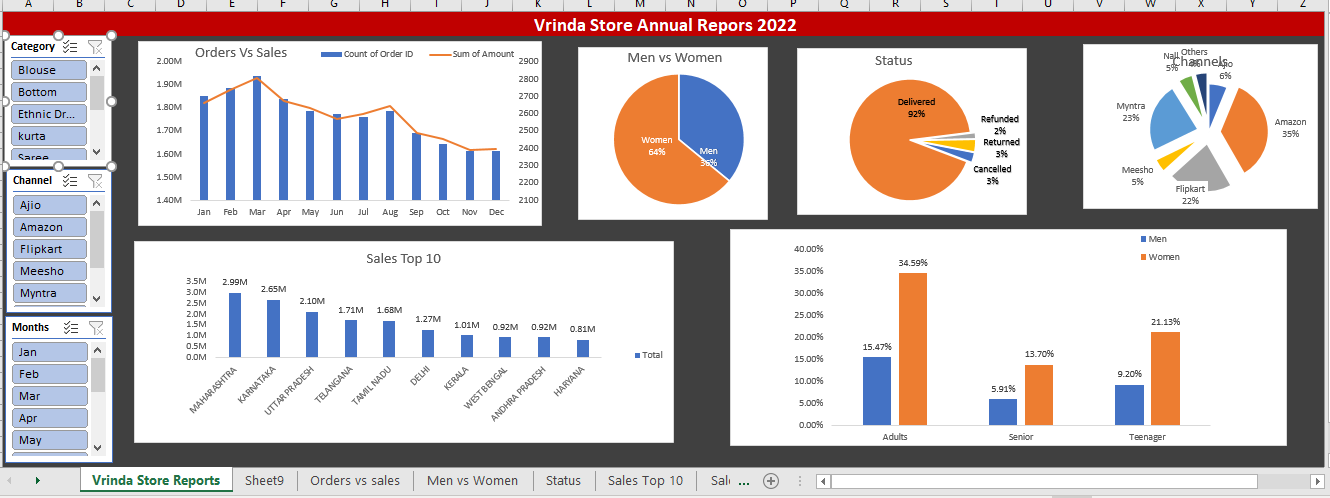 A B C D E F G H I J K L M N O P Q R S T U V W X Y Z
Vrinda Store Annual Repors 2022
Category
Blouse
Bottom
Ethnic Dr...
kurta
Saree
Channel
Ajio
Amazon
Flipkart
Meesho
Myntra
Months
Jan
Feb
Mar
Apr
May
Orders Vs Sales
Count of Order ID
Sum of Amount
2.00M
1.90M
1.80M
1.70M
1.60M
1.50M
1.40M
2900
2800
2700
2600
2500
2400
2300
2200
2100
Jan Feb Mar Apr May Jun Jul Aug Sep Oct Nov Dec
Men vs Women
Women
64%
Men
36%
Status
Delivered
92%
Refunded
2%
Returned
3%
Cancelled
3%
Channels
Others
4%
Nall
5%
Ajio
6%
Myntra
23%
Amazon
35%
Meesho
5%
Flipkart
22%
Sales Top 10
3.5M
3.0M
2.5M
2.0M
1.5M
1.0M
0.5M
0.0M
2.99M
2.65M
2.10M
1.71M
1.68M
1.27M
1.01M
0.92M
0.92M
0.81M
MAHARASHTRA
KARNATAKA
UTTAR PRADESH
TELANGANA
TAMIL NADU
DELHI
KERALA
WEST BENGAL
ANDHRA PRADESH
HARYANA
Total
Men
Women
40.00%
35.00%
30.00%
25.00%
20.00%
15.00%
10.00%
5.00%
0.00%
15.47%
34.59%
5.91%
13.70%
9.20%
21.13%
Adults
Senior
Teenager
Vrinda Store Reports
Sheet9
Orders vs sales
Men vs Women
Status
Sales Top 10
Sal ...